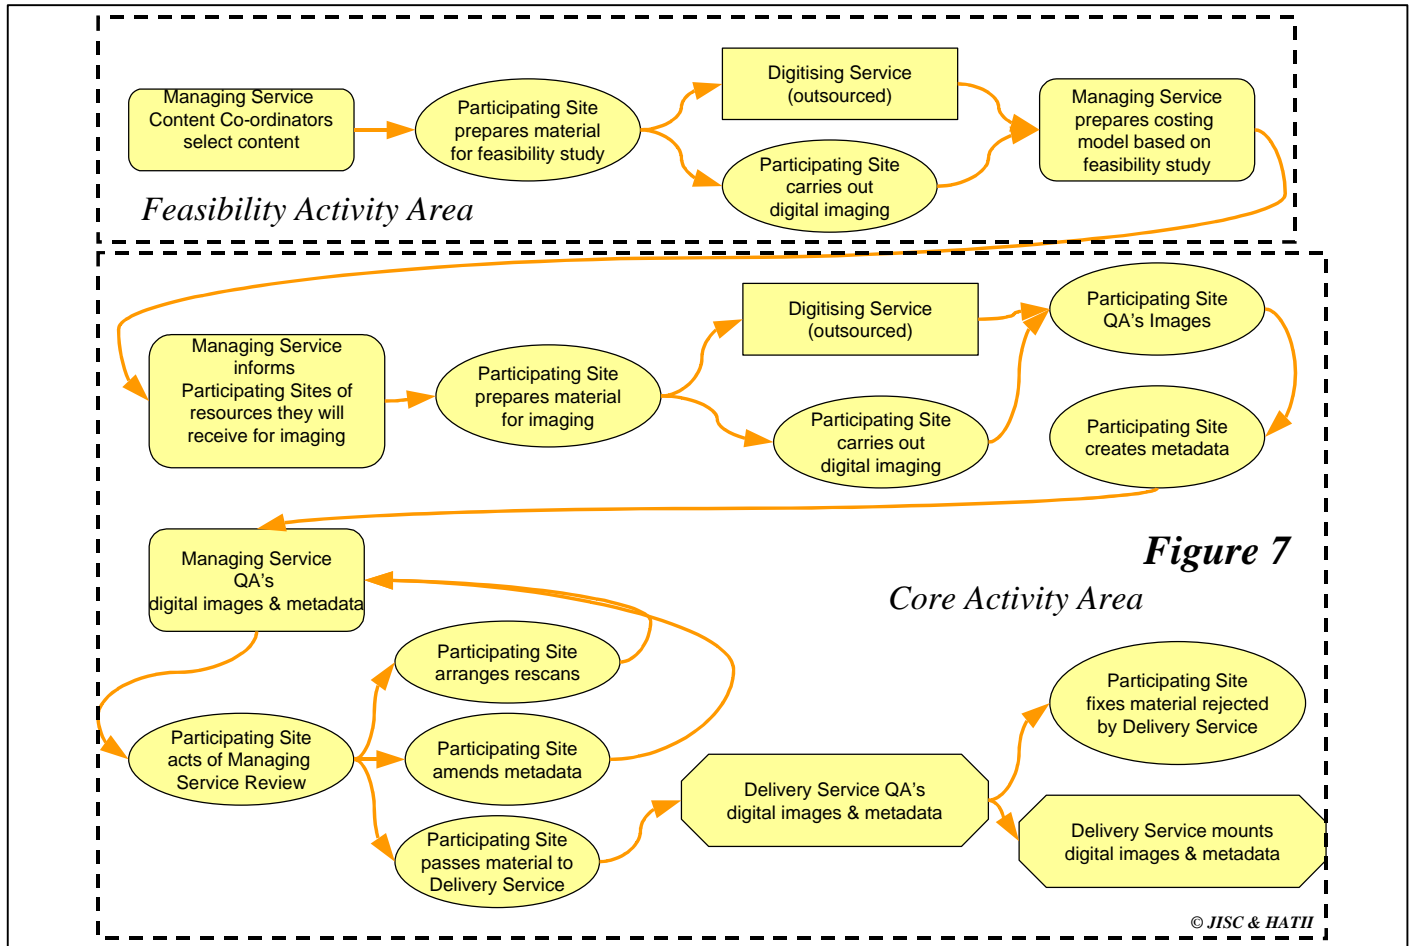 Managing Service
Content Co-ordinators
select content
Participating Site
prepares material
for feasibility study
Digitising Service
(outsourced)
Participating Site
carries out
digital imaging
Managing Service
prepares costing
model based on
feasibility study
Feasibility Activity Area
Managing Service
informs
Participating Sites of
resources they will
receive for imaging
Participating Site
prepares material
for imaging
Digitising Service
(outsourced)
Participating Site
carries out
digital imaging
Participating Site
QA's Images
Participating Site
creates metadata
Figure 7
Core Activity Area
Managing Service
QA's
digital images & metadata
Participating Site
acts of Managing
Service Review
Participating Site
arranges rescans
Participating Site
amends metadata
Participating Site
passes material to
Delivery Service
Delivery Service QA's
digital images & metadata
Participating Site
fixes material rejected
by Delivery Service
Delivery Service mounts
digital images & metadata
© JISC & HATII